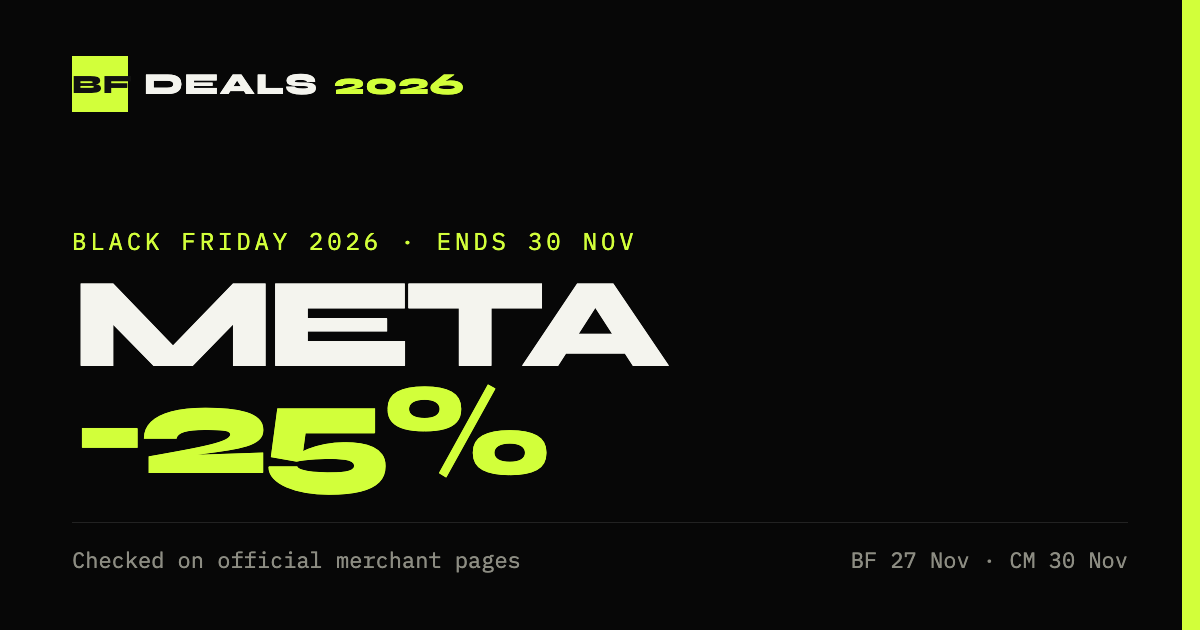 BF DEALS 2026
BLACK FRIDAY 2026 · ENDS 30 NOV
META
-25%
Checked on official merchant pages
BF 27 Nov · CM 30 Nov